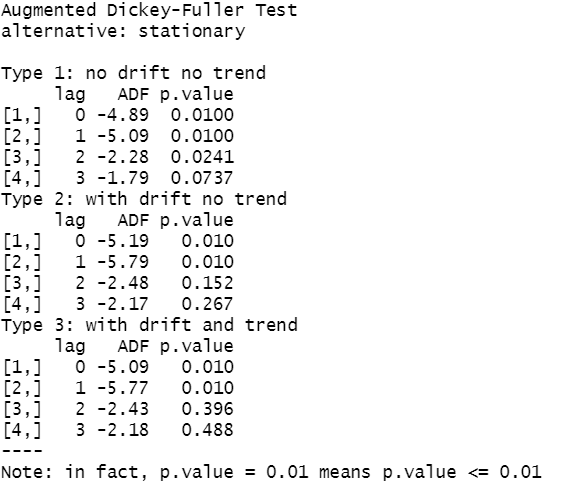 Augmented Dickey-Fuller Test
alternative: stationary

Type 1: no drift no trend
     lag   ADF p.value
[1,]   0 -4.89  0.0100
[2,]   1 -5.09  0.0100
[3,]   2 -2.28  0.0241
[4,]   3 -1.79  0.0737
Type 2: with drift no trend
     lag   ADF p.value
[1,]   0 -5.19   0.010
[2,]   1 -5.79   0.010
[3,]   2 -2.48   0.152
[4,]   3 -2.17   0.267
Type 3: with drift and trend
     lag   ADF p.value
[1,]   0 -5.09   0.010
[2,]   1 -5.77   0.010
[3,]   2 -2.43   0.396
[4,]   3 -2.18   0.488
----
Note: in fact, p.value = 0.01 means p.value <= 0.01